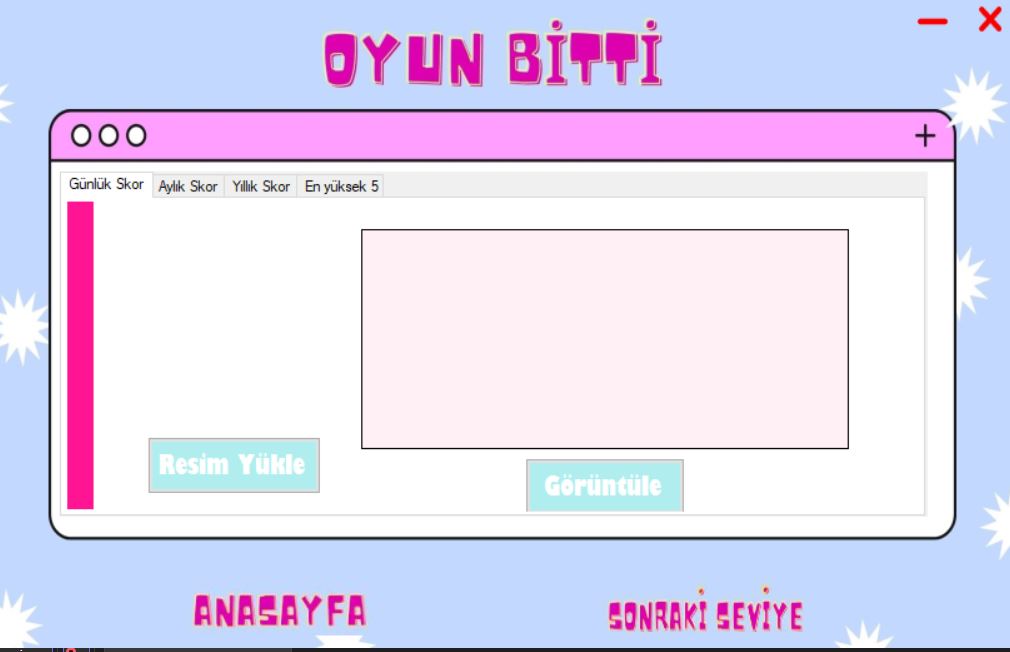 OYUN BİTTİ
Günlük Skor Aylık Skor Yıllık Skor En yüksek 5
Resim Yükle
Görüntüle
ANASAYFA
SONRAKİ SEVİYE